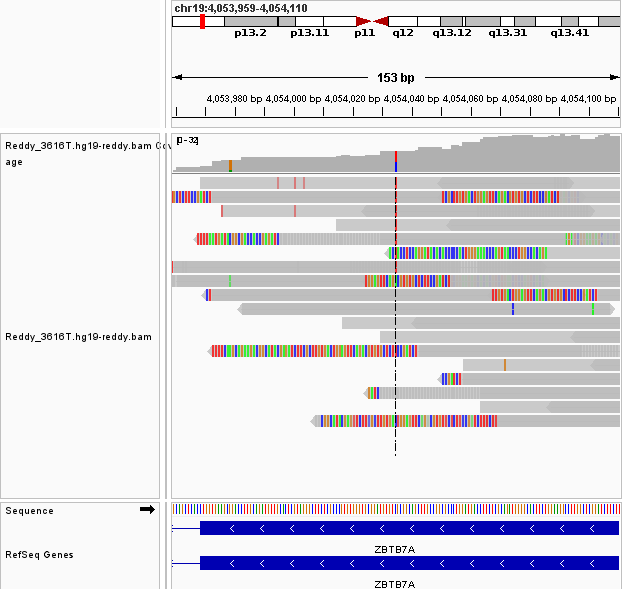 chr19:4,053,959-4,054,110
p13.2 p13.11 p11 q12 q13.12 q13.31 q13.41
153 bp
4,053,980 bp 4,054,000 bp 4,054,020 bp 4,054,040 bp 4,054,060 bp 4,054,080 bp 4,054,100 bp
Reddy_3616T.hg19-reddy.bam Cov
age
[0 - 32]
Reddy_3616T.hg19-reddy.bam
Sequence
RefSeq Genes
ZBTB7A
ZBTB7A